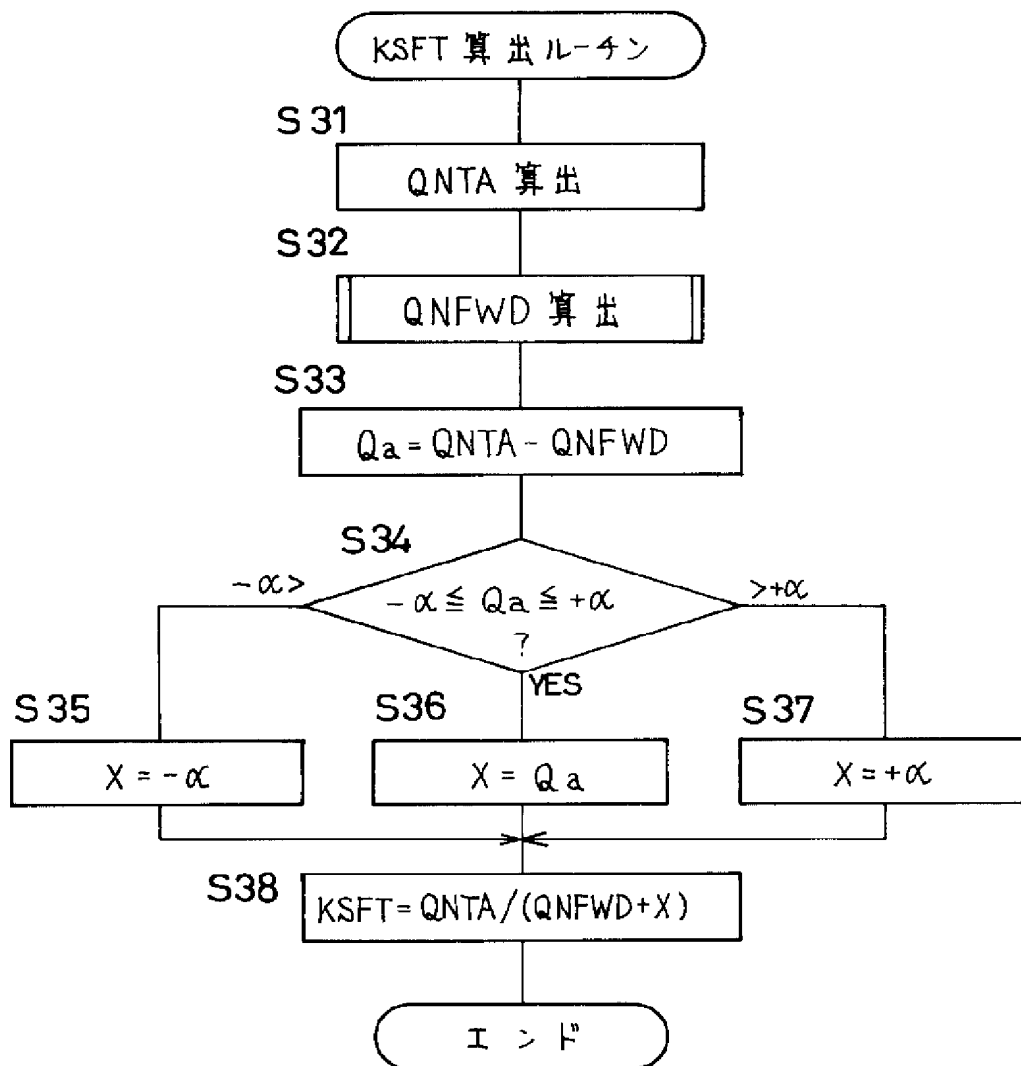 KSFT 算出ルーチン
S31
QNTA 算出
S32
QNFWD 算出
S33
Qa = QNTA - QNFWD
S34
-α>
-α ≦ Qa ≦ +α
?
>+α
YES
S35
S36
S37
X = -α
X = Qa
X = +α
S38
KSFT = QNTA/(QNFWD+X)
エンド